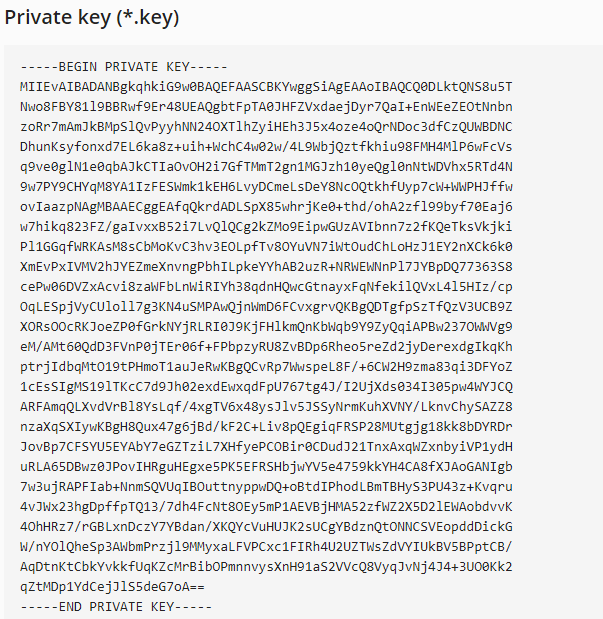 Private key (*.key)
-----BEGIN PRIVATE KEY-----
MIIEvAIBADANBgkqhkiG9w0BAQEFAASCBKYwggSiAgEAAoIBAQCQ0DLktQNS8u5T
Nwo8FBY81l9BBRwf9Er48UEAQgbtFpTA0JHFZVxdaejDyr7QaI+EnWEeZEOtNnbn
zoRr7mAmJkBMpSlQvPyyhNN24OXTlhZyiHEh3J5x4oze4oQrNDoc3dfCzQUWBDNC
DhunKsyfonxd7EL6ka8z+uih+WchC4w02w/4L9WbjQztfkhiu98FMH4MlP6wFcVs
q9ve0glN1e0qbAJkCTIaOvOH2i7GfTMmT2gn1MGJzh10yeQgl0nNtWDVhx5RTd4N
9w7PY9CHYqM8YA1IzFESWmk1kEH6LvyDCmeLsDeY8NcOQtkhfUyp7cW+WWPHJffw
ovIaazpNAgMBAAECggEAfqQkrdADLSpX85whrjKe0+thd/ohA2zfl99byf70Eaj6
w7hikq823FZ/gaIvxxB52i7LvQlQCg2kZMo9EipwGUzAVIbnn7z2fKQeTksVkjki
Pl1GGqfWRKAsM8sCbMoKvC3hv3EOLpfTv8OYuVN7iWtOudChLoHzJ1EY2nXCk6k0
XmEvPxIVMV2hJYEZmeXnvngPbhILpkeYYhAB2uzR+NRWEWNnPl7JYBpDQ77363S8
cePw06DVZxAcvi8zaWFbLnWiRIYh38qdnHQwcGtnayxFqNfekilQVxL4l5HIz/cp
OqLESpjVyCUloll7g3KN4uSMPAwQjnWmD6FCvxgrvQKBgQDTgfpSzTfQzV3UCB9Z
XORsOOcRKJoeZP0fGrkNYjRLRI0J9KjFHlkmQnKbWqb9Y9ZyQqiAPBw237OWWVg9
eM/AMt60QdD3FVnP0jTEr06f+FPbpzyRU8ZvBDp6Rheo5reZd2jyDerexdgIkqKh
ptrjIdbqMtO19tPHmoT1auJeRwKBgQCvRp7WwspeL8F/+6CW2H9zma83qi3DFYoZ
1cEsSIgMS19lTKcC7d9Jh02exdEwxqdFpU767tg4J/I2UjXds034I305pw4WYJCQ
ARFAmqQLXvdVrBl8YsLqf/4xgTV6x48ysJlv5JSSyNrmKuhXVNY/LknvChySAZZ8
nzaXqSXIywKBgH8Qux47g6jBd/kF2C+Liv8pQEgiqFRSP28MUtgjg18kk8bDYRDr
JovBp7CFSYU5EYAbY7eGZTziL7XHfyePCOBir0CDudJ21TnxAxqWZxnbyiVP1ydH
uRLA65DBwz0JPovIHRguHEgxe5PK5EFRSHbjwYV5e4759kkYH4CA8fXJAoGANIgb
7w3ujRAPFIab+NnmSQVUqIBOuttnyppwDQ+oBtdIPhodLBmTBHyS3PU43z+Kvqru
4vJWx23hgDpffpTQ13/7dh4FcNt8OEy5mP1AEVBjHMA52zfWZ2X5D2lEWAobdvvK
4OhHRz7/rGBLxnDczY7YBdan/XKQYcVuHUJK2sUCgYBdznQtONNCSVEopddDickG
W/nYOlQheSp3AWbmPrzjl9MMyxaLFVPCxc1FIRh4U2UZTWsZdVYIUkBV5BPptCB/
AqDtnKtCbkYvkkfUqKZcMrBibOPmnnvysXnH91aS2VVcQ8VyqJvNj4J4+3UO0Kk2
qZtMDp1YdCejJlS5deG7oA==
-----END PRIVATE KEY-----